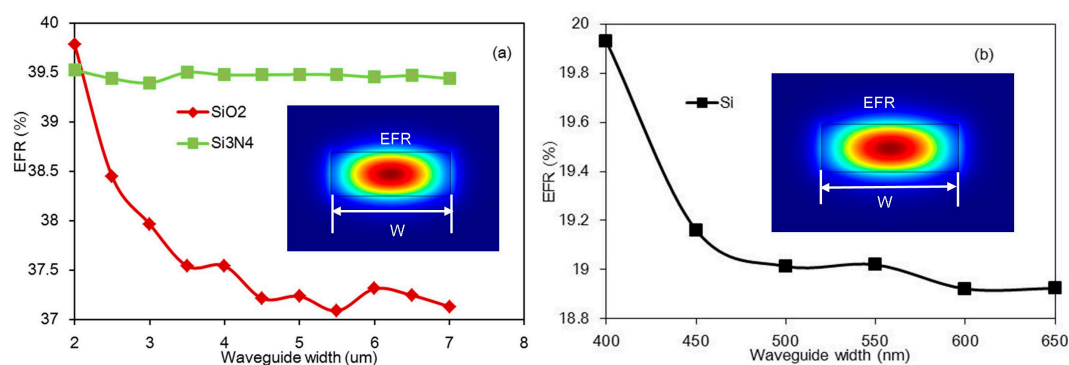 40
39.5
39
38.5
38
37.5
37
EFR (%)
2
3
4
5
6
7
8
Waveguide width (um)
(a)
SiO2
Si3N4
EFR
W
20
19.8
19.6
19.4
19.2
19
18.8
EFR (%)
400
450
500
550
600
650
Waveguide width (nm)
(b)
Si
EFR
W